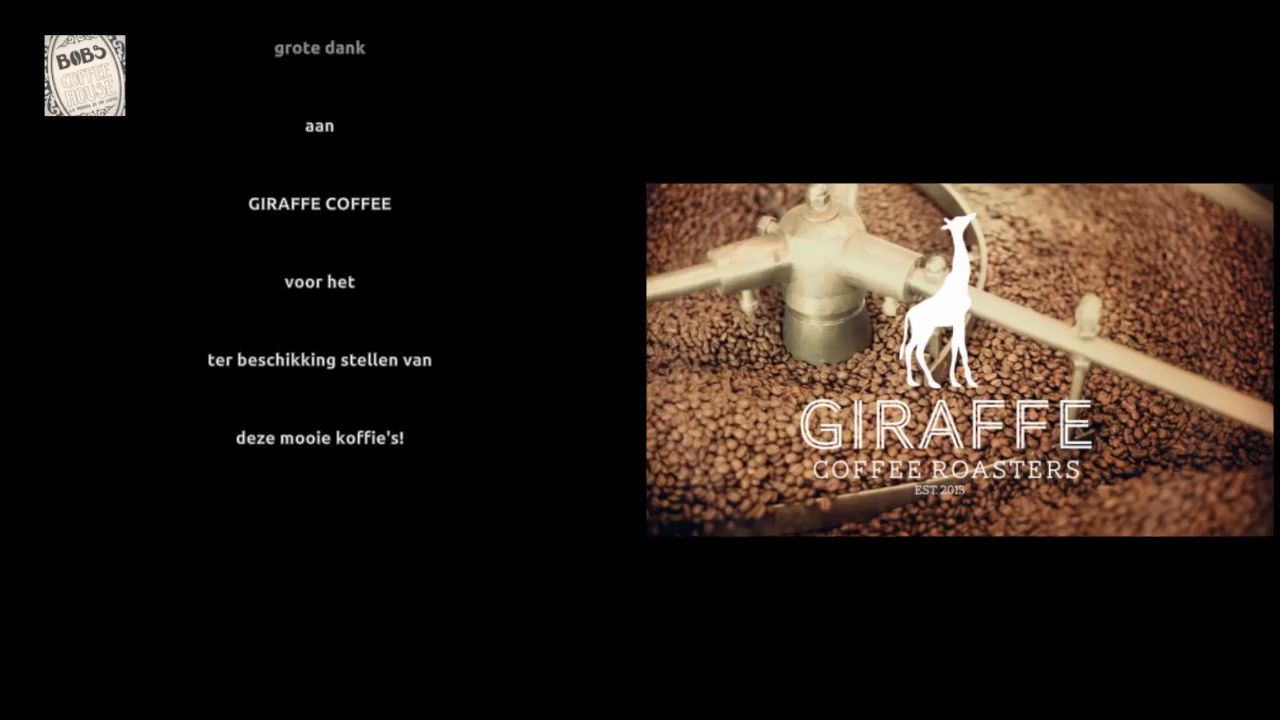 BOBS
COFFEE
HOUSE
grote dank
aan
GIRAFFE COFFEE
voor het
ter beschikking stellen van
deze mooie koffie's!
GIRAFFE
COFFEE ROASTERS
EST. 2013